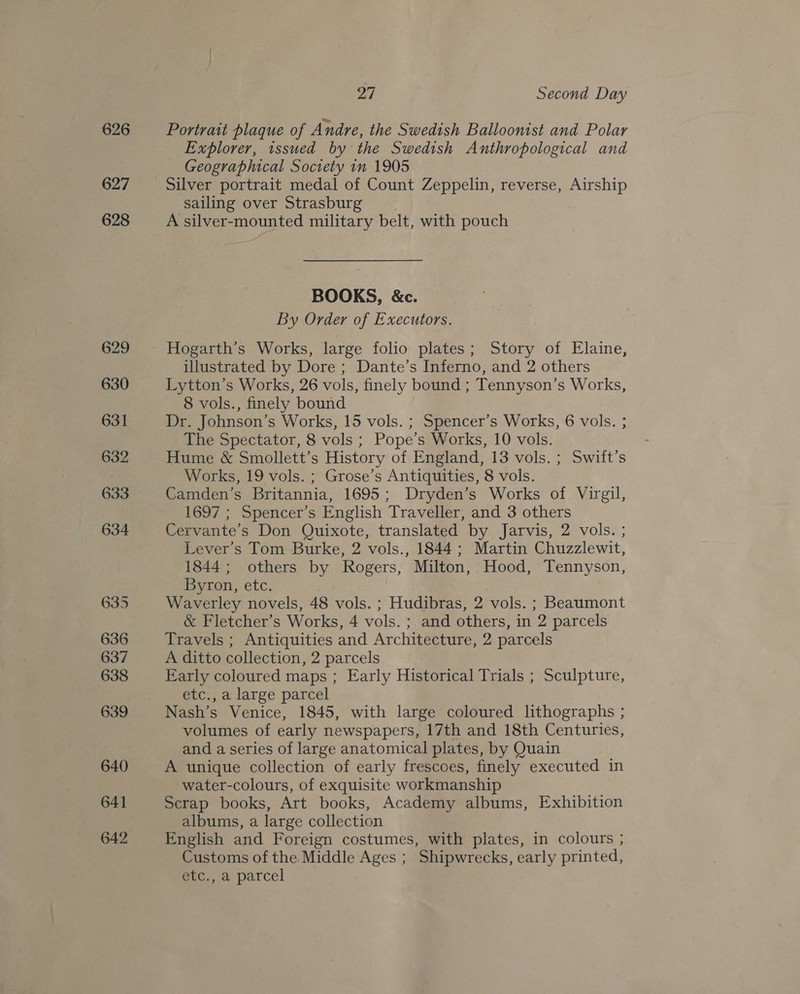 27 Second Day
626 Portrait plaque of Andre, the Swedish Balloonist and Polar
Explorer, issued by the Swedish Anthropological and
Geographical Society in 1905
627 Silver portrait medal of Count Zeppelin, reverse, Airship
sailing over Strasburg
628 A silver-mounted military belt, with pouch
BOOKS, &c.
By Order of Executors.
629 Hogarth's Works, large folio plates; Story of Elaine,
illustrated by Dore; Dante's Inferno, and 2 others
630 Lytton's Works, 26 vols, finely bound; Tennyson's Works,
8 vols., finely bound
631 Dr. Johnson's Works, 15 vols.; Spencer's Works, 6 vols.;
The Spectator, 8 vols; Pope's Works, 10 vols.
632 Hume & Smollett's History of England, 13 vols.; Swift's
Works, 19 vols.; Grose's Antiquities, 8 vols.
633 Camden's Britannia, 1695; Dryden's Works of Virgil,
1697; Spencer's English Traveller, and 3 others
634 Cervante's Don Quixote, translated by Jarvis, 2 vols.;
Lever's Tom Burke, 2 vols., 1844; Martin Chuzzlewit,
1844; others by Rogers, Milton, Hood, Tennyson,
Byron, etc.
635 Waverley novels, 48 vols.; Hudibras, 2 vols.; Beaumont
& Fletcher's Works, 4 vols.; and others, in 2 parcels
636 Travels; Antiquities and Architecture, 2 parcels
637 A ditto collection, 2 parcels
638 Early coloured maps; Early Historical Trials; Sculpture,
etc., a large parcel
639 Nash's Venice, 1845, with large coloured lithographs;
volumes of early newspapers, 17th and 18th Centuries,
and a series of large anatomical plates, by Quain
640 A unique collection of early frescoes, finely executed in
water-colours, of exquisite workmanship
641 Scrap books, Art books, Academy albums, Exhibition
albums, a large collection
642 English and Foreign costumes, with plates, in colours;
Customs of the Middle Ages; Shipwrecks, early printed,
etc., a parcel